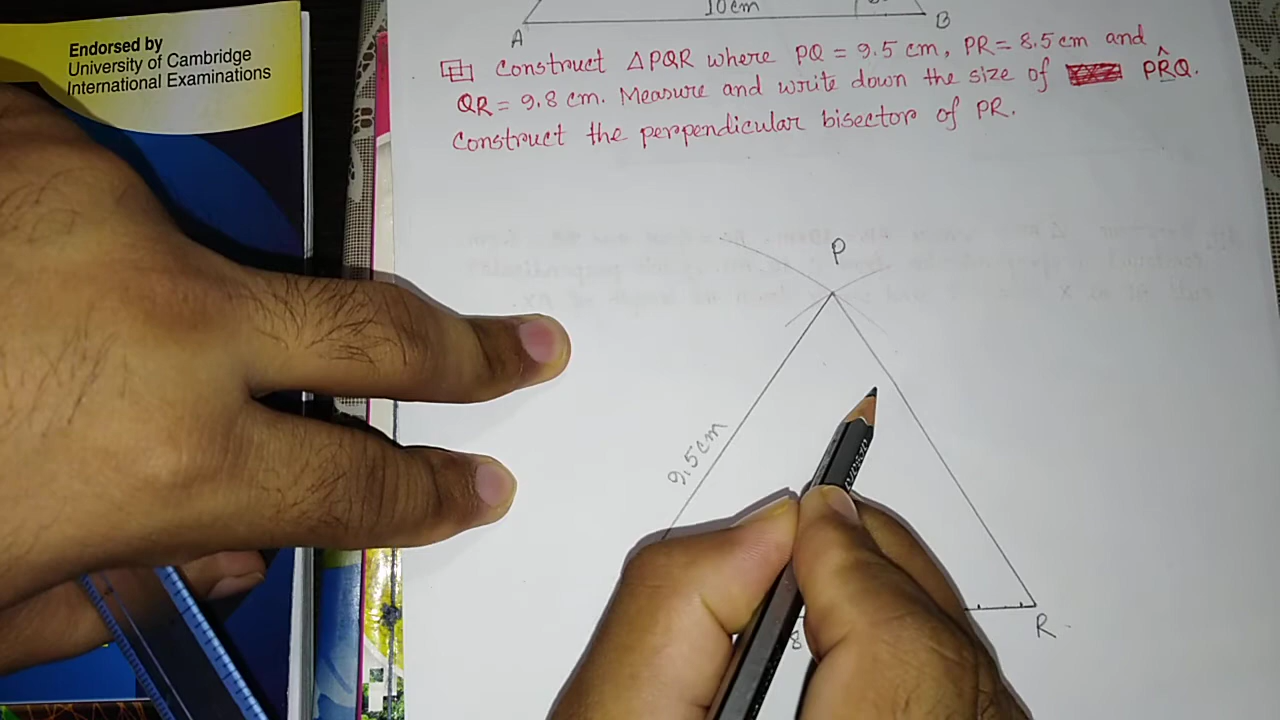 Endorsed by
University of Cambridge
International Examinations
10cm
A
B
Construct △PQR where PQ = 9.5 cm, PR = 8.5 cm and
QR = 9.8 cm. Measure and write down the size of PR̂Q.
Construct the perpendicular bisector of PR.
P
9.5cm
8
R